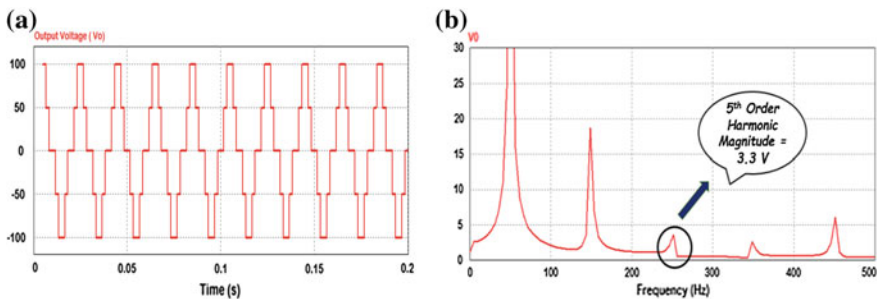 (a)
Output Voltage ( Vo)
100
50
0
-50
-100
0
0.05
0.1
0.15
0.2
Time (s)
(b)
V0
30
25
20
15
10
5
0
0
100
200
300
400
500
Frequency (Hz)
5th Order
Harmonic
Magnitude =
3.3 V